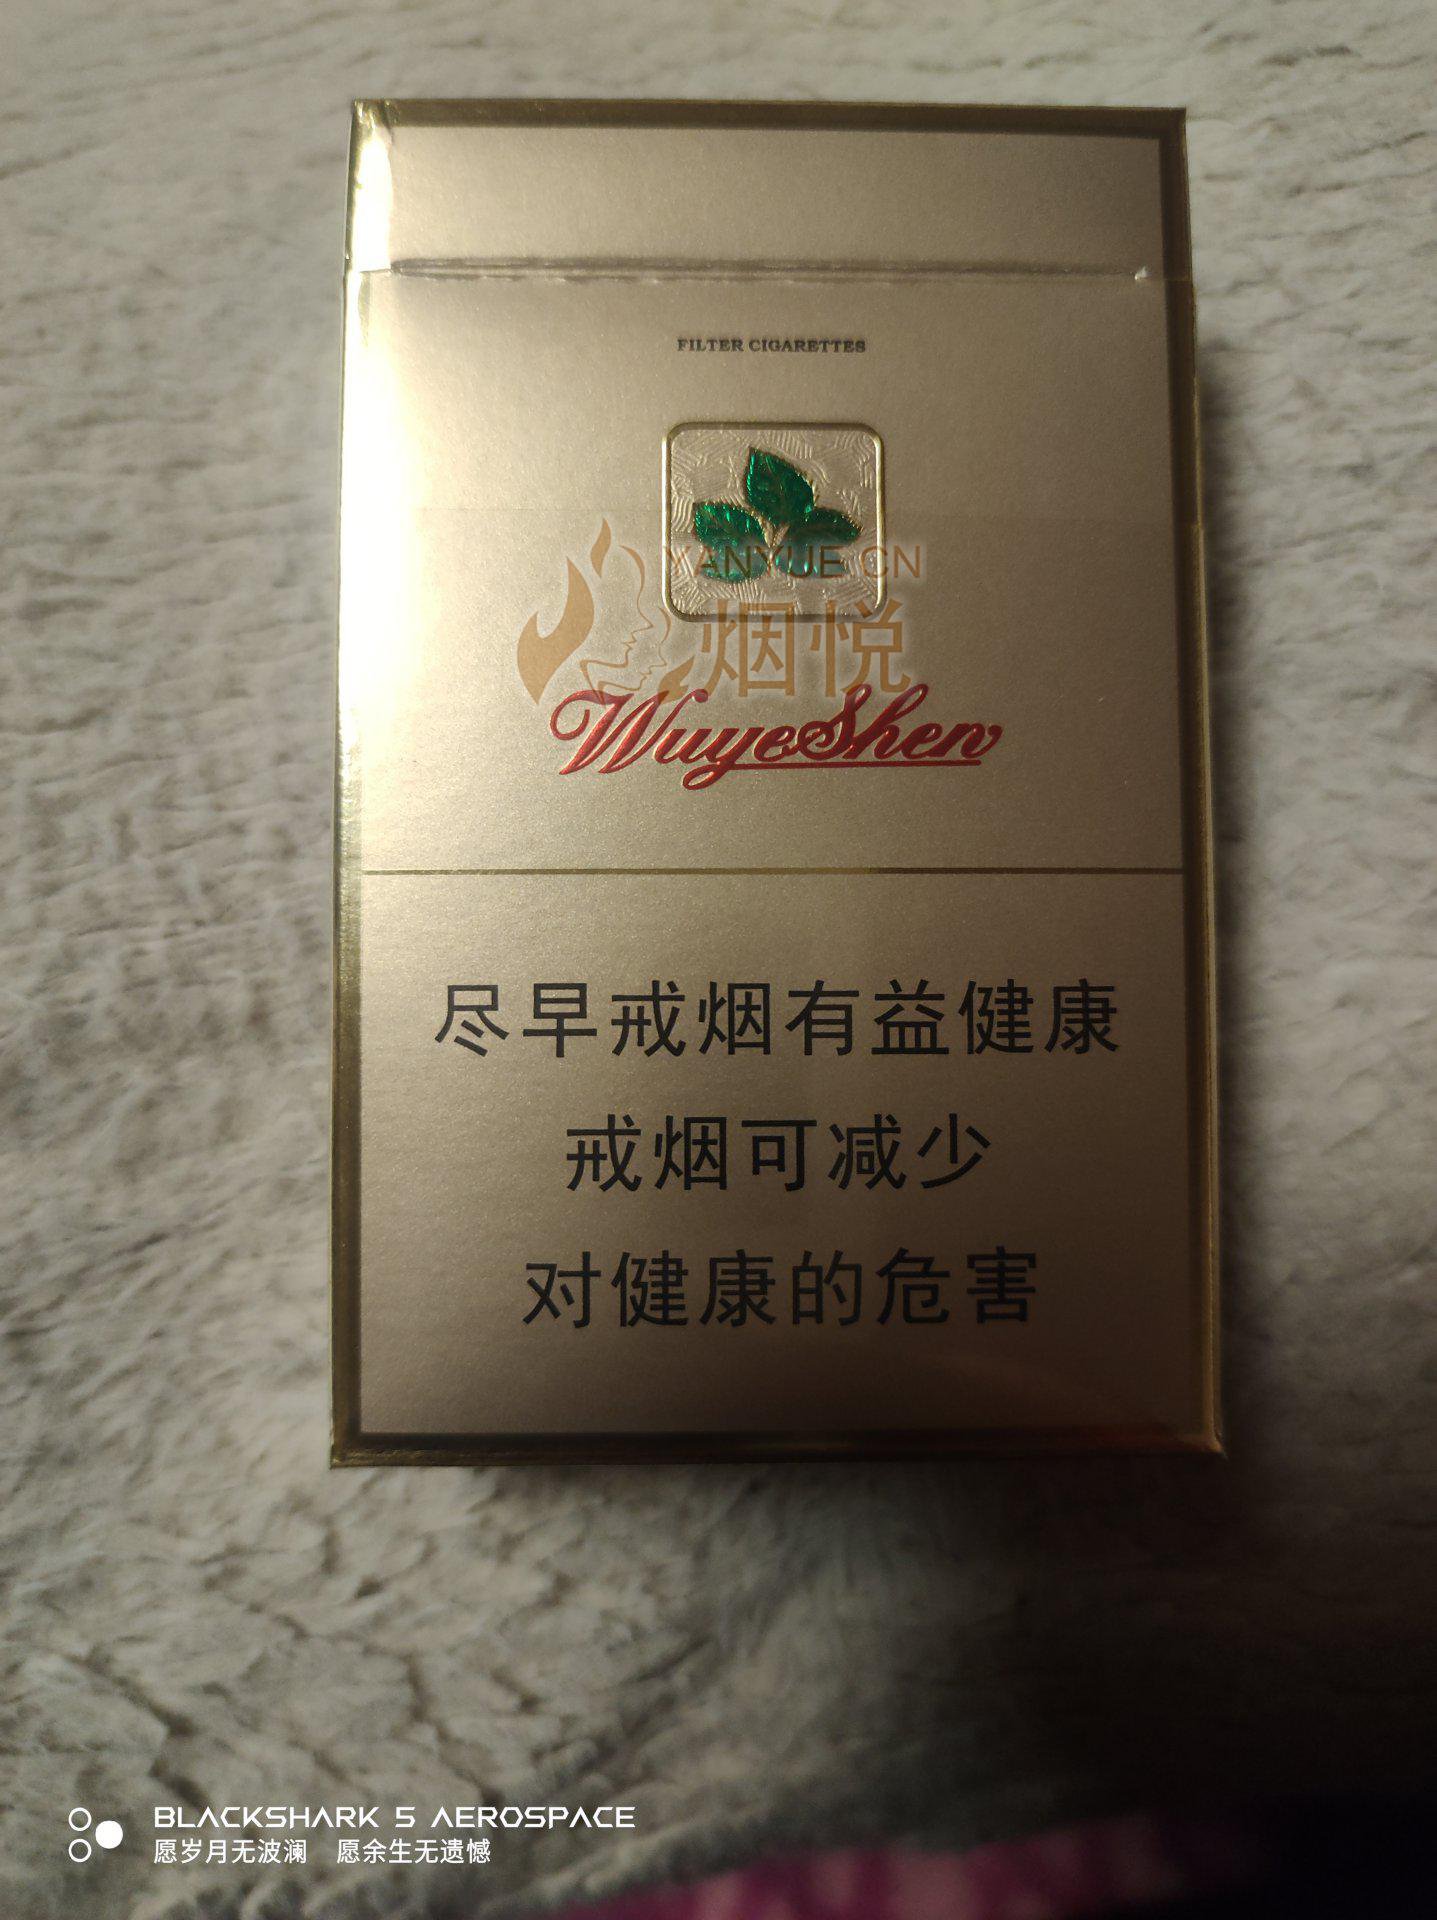 FILTER CIGARETTES
YANYUE CN
烟悦
WuyeShen
尽早戒烟有益健康
戒烟可减少
对健康的危害
BLACKSHARK 5 AEROSPACE
愿岁月无波澜 愿余生无遗憾